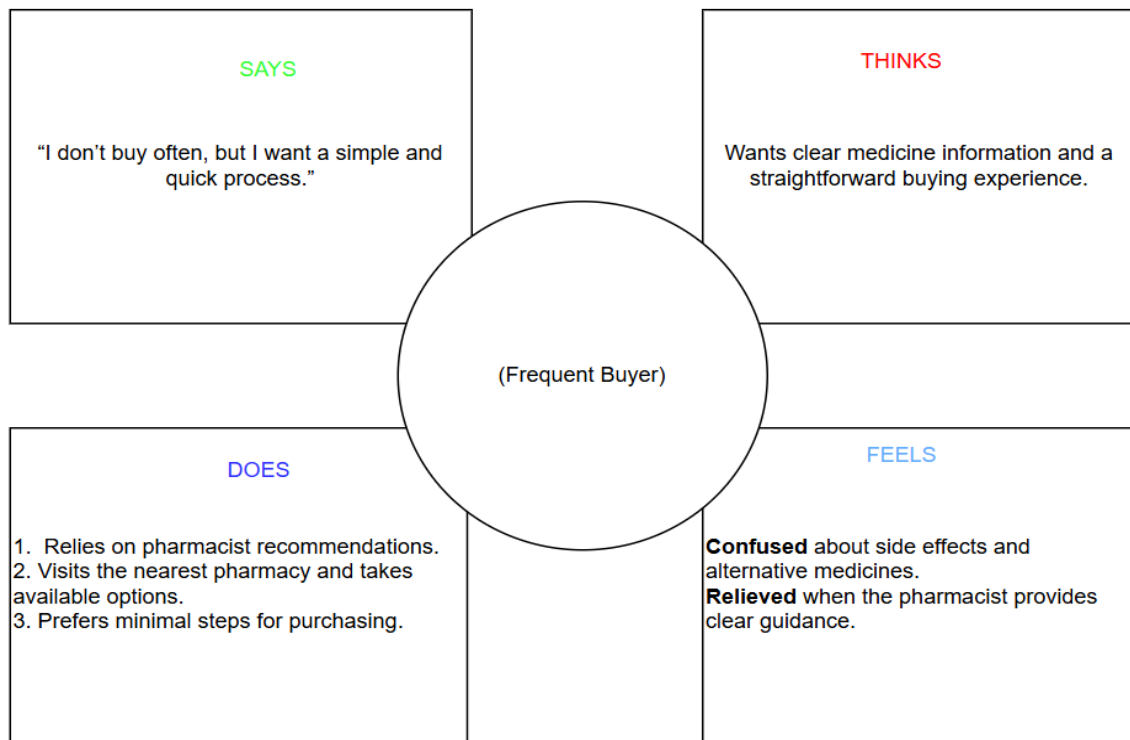 SAYS
“I don’t buy often, but I want a simple and
quick process.”
THINKS
Wants clear medicine information and a
straightforward buying experience.
(Frequent Buyer)
DOES
1.  Relies on pharmacist recommendations.
2. Visits the nearest pharmacy and takes
available options.
3. Prefers minimal steps for purchasing.
FEELS
Confused about side effects and
alternative medicines.
Relieved when the pharmacist provides
clear guidance.